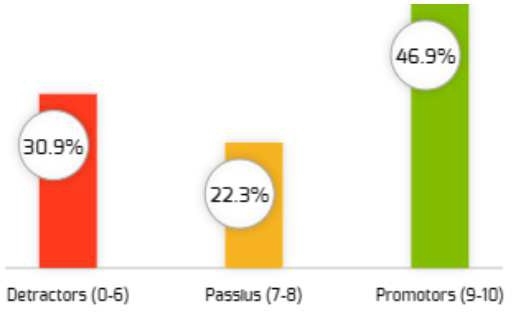 46.9%
30.9%
22.3%
Detractors (0-6) Passius (7-8) Promotors (9-10)